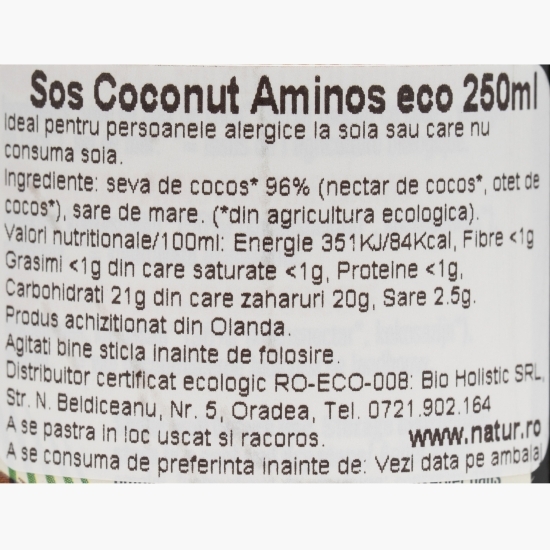 Sos Coconut Aminos eco 250ml
Ideal pentru persoanele alergice la soia sau care nu
consuma soia.
Ingrediente: seva de cocos* 96% (nectar de cocos*, otet de
cocos*), sare de mare. (*din agricultura ecologica).
Valori nutritionale/100ml: Energie 351KJ/84Kcal, Fibre <1g
Grasimi <1g din care saturate <1g, Proteine <1g,
Carbohidrati 21g din care zaharuri 20g, Sare 2.5g.
Produs achizitionat din Olanda.
Agitati bine sticla inainte de folosire.
Distribuitor certificat ecologic RO-ECO-008: Bio Holistic SRL,
Str. N. Beldiceanu, Nr. 5, Oradea, Tel. 0721.902.164
A se pastra in loc uscat si racoros. www.natur.ro
A se consuma de preferinta inainte de: Vezi data pe ambalaj